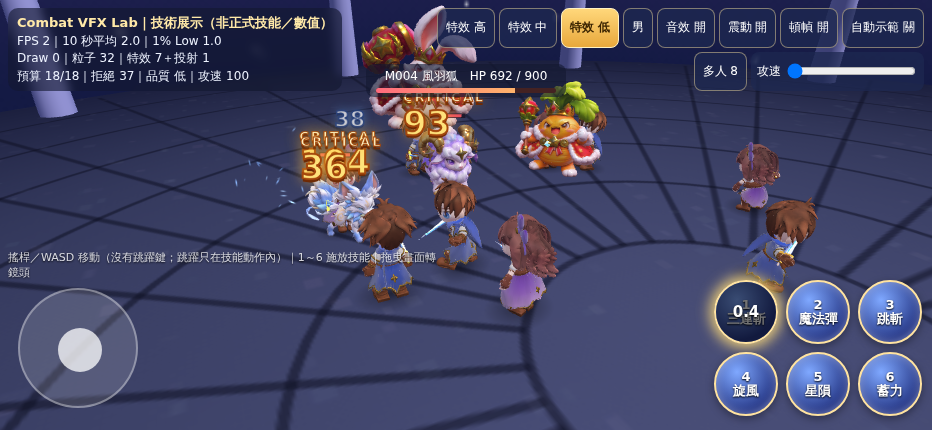 Combat VFX Lab｜技術展示（非正式技能／數值）
FPS 2｜10 秒平均 2.0｜1% Low 1.0
Draw 0｜粒子 32｜特效 7＋投射 1
預算 18/18｜拒絕 37｜品質 低｜攻速 100
特效 高
特效 中
特效 低
男
音效 開
震動 開
頓幀 開
自動示範 關
多人 8
攻速
M004 風羽狐 HP 692 / 900
CRITICAL
93
38
CRITICAL
364
搖桿／WASD 移動（沒有跳躍鍵；跳躍只在技能動作內）｜1～6 施放技能｜拖曳畫面轉
鏡頭
1
三連斬
0.4
2
魔法彈
3
跳斬
4
旋風
5
星隕
6
蓄力